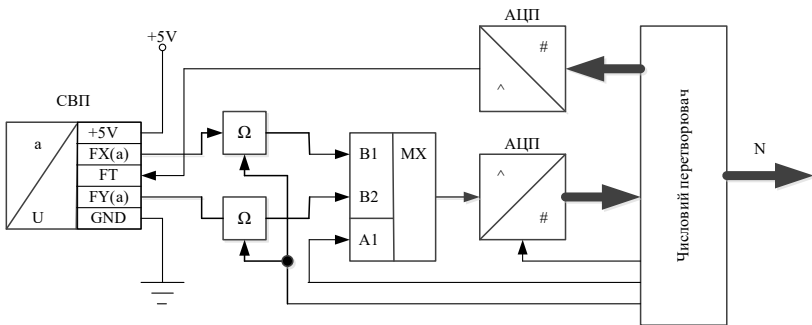 АЦП
#
^
+5V
СВП
a
U
+5V
FX(a)
FT
FY(a)
GND
Ω
Ω
B1
B2
A1
MX
АЦП
^
#
Числовий перетворювач
N